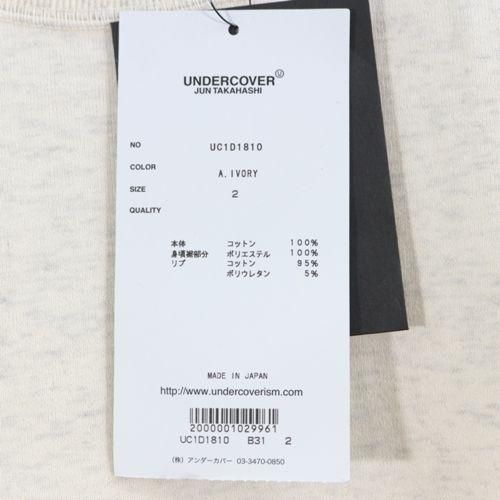 UNDERCOVER U
JUN TAKAHASHI
NO UC1D1810
COLOR A.IVORY
SIZE 2
QUALITY
本体 コットン 100%
身頃裾部分 ポリエステル 100%
リブ コットン 95%
ポリウレタン 5%
MADE IN JAPAN
http://www.undercoverism.com
2000001029961
UC1D1810 B31 2
(株) アンダーカバー 03-3470-0850